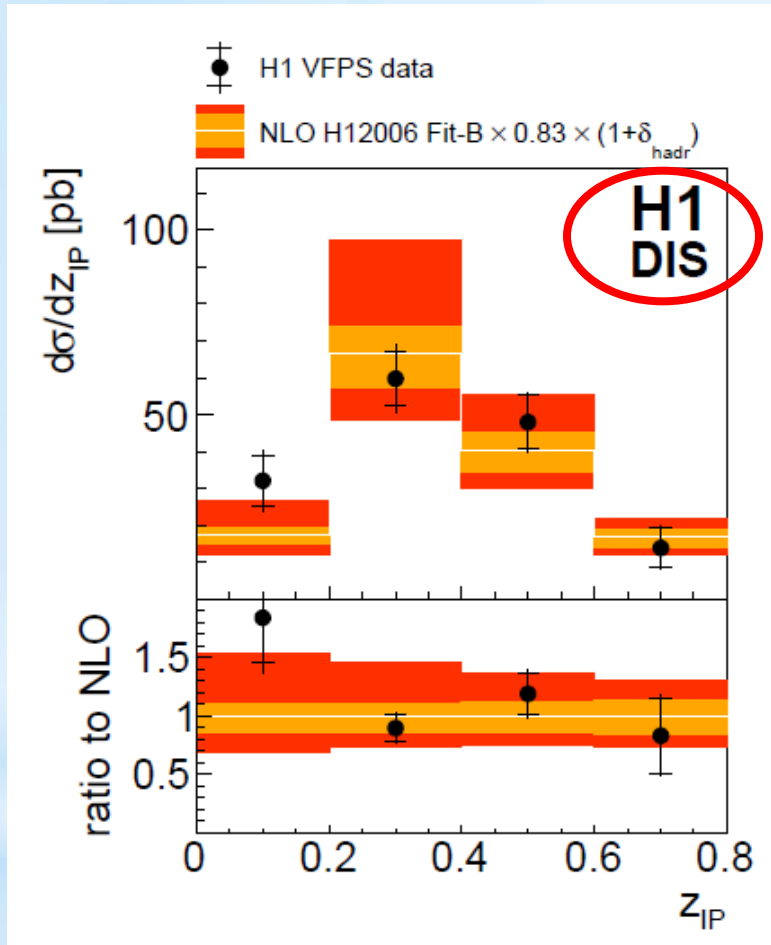 H1 VFPS data
NLO H12006 Fit-B × 0.83 × (1+δhadr)
dσ/dzIP [pb]
100
50
H1
DIS
ratio to NLO
1.5
1
0.5
0 0.2 0.4 0.6 0.8
zIP